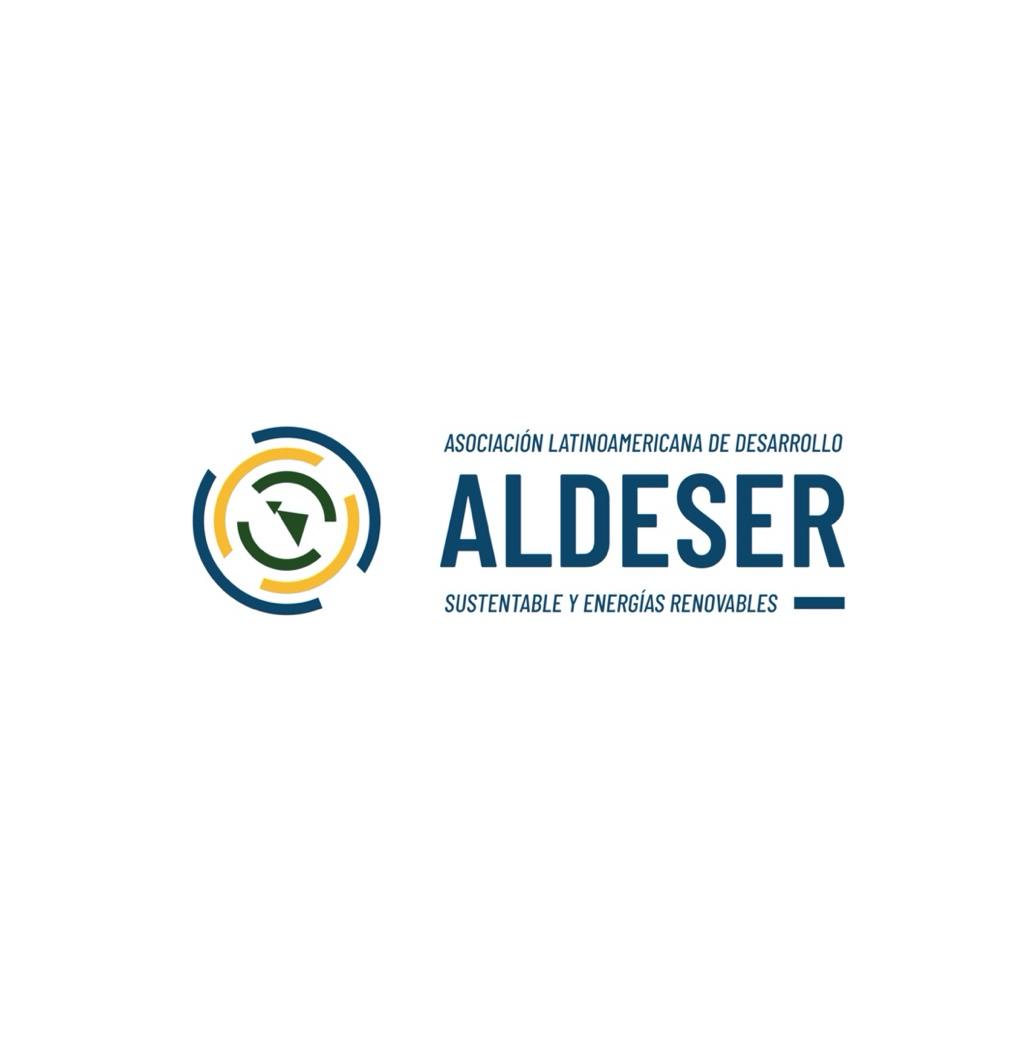 ASOCIACIÓN LATINOAMERICANA DE DESARROLLO
ALDESER
SUSTENTABLE Y ENERGÍAS RENOVABLES